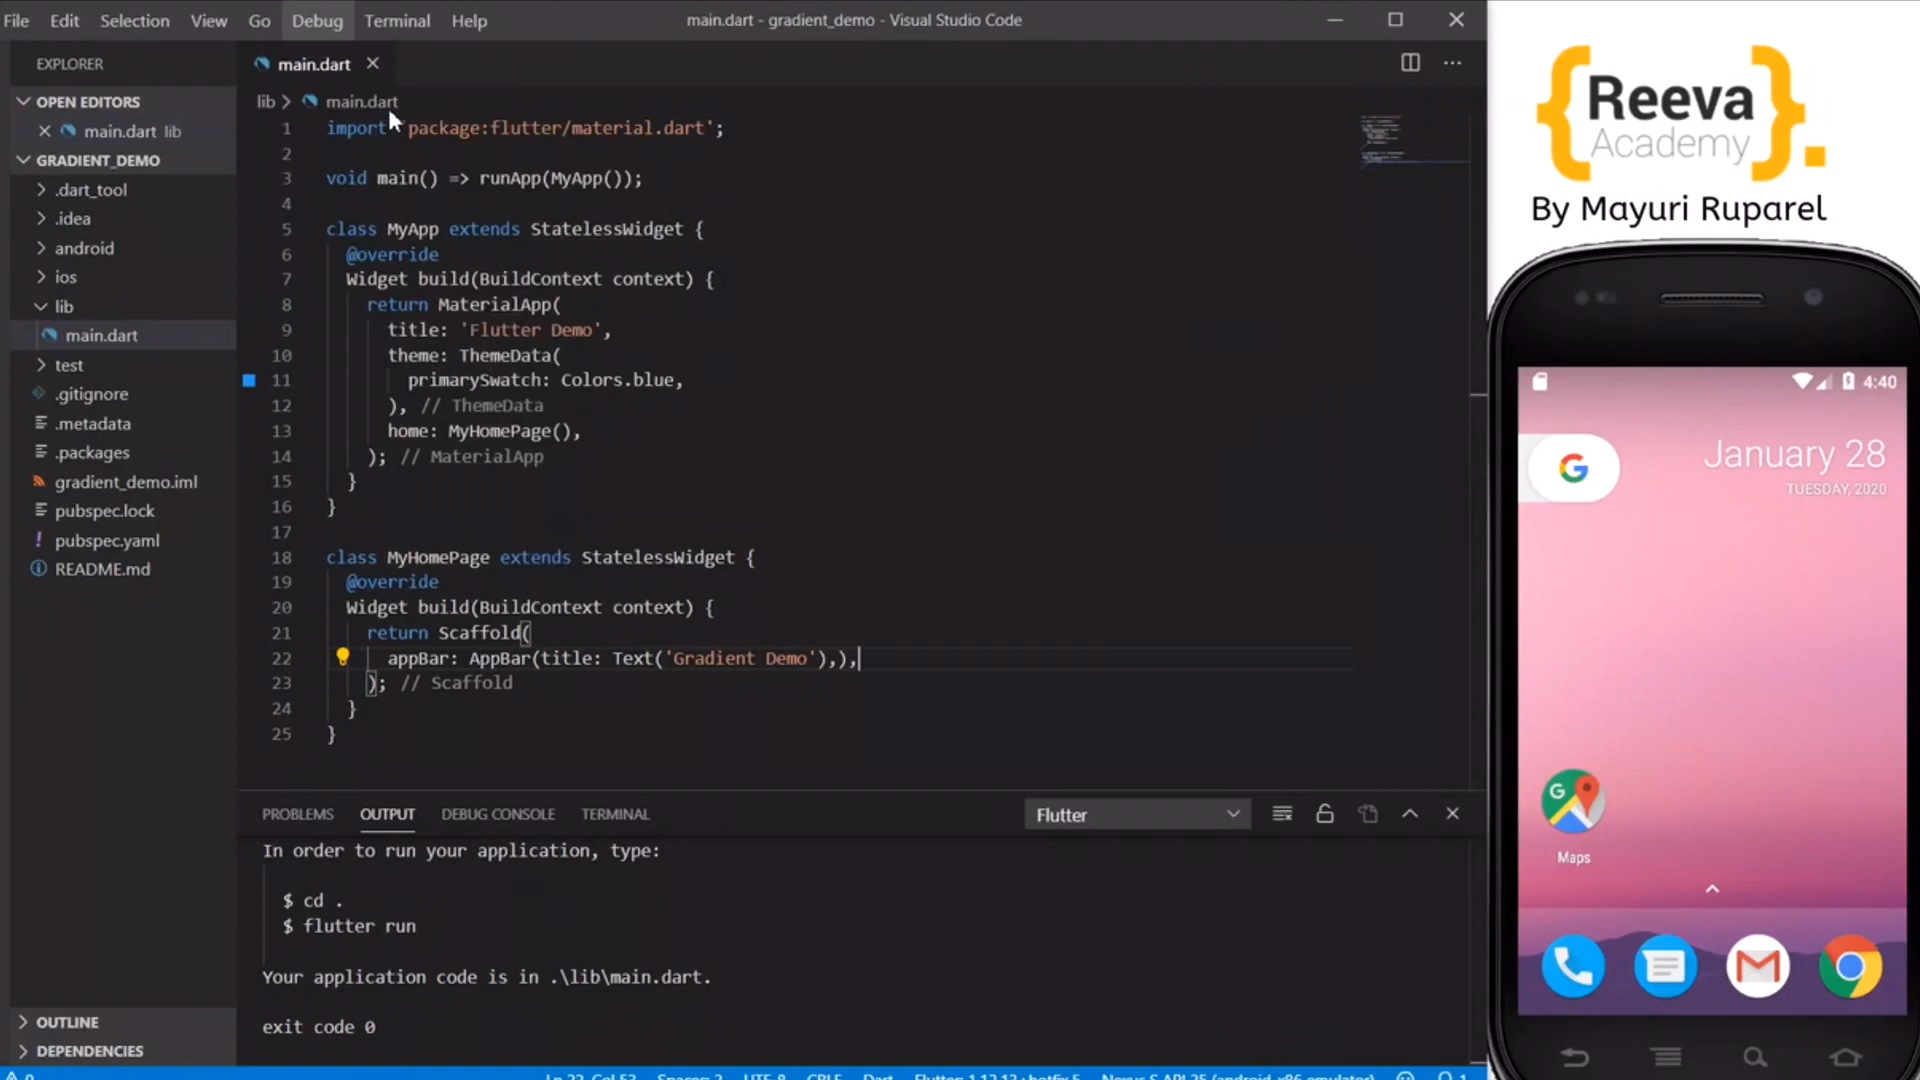 File Edit Selection View Go Debug Terminal Help
main.dart - gradient_demo - Visual Studio Code
EXPLORER
OPEN EDITORS
main.dart lib
GRADIENT_DEMO
.dart_tool
.idea
android
ios
lib
main.dart
test
.gitignore
.metadata
.packages
gradient_demo.iml
pubspec.lock
pubspec.yaml
README.md
OUTLINE
DEPENDENCIES
main.dart
lib > main.dart
1 import 'package:flutter/material.dart';
2
3 void main() => runApp(MyApp());
4
5 class MyApp extends StatelessWidget {
6 @override
7 Widget build(BuildContext context) {
8 return MaterialApp(
9 title: 'Flutter Demo',
10 theme: ThemeData(
11 primarySwatch: Colors.blue,
12 ), // ThemeData
13 home: MyHomePage(),
14 ); // MaterialApp
15 }
16 }
17
18 class MyHomePage extends StatelessWidget {
19 @override
20 Widget build(BuildContext context) {
21 return Scaffold(
22 appBar: AppBar(title: Text('Gradient Demo'),),
23 ); // Scaffold
24 }
25 }
PROBLEMS OUTPUT DEBUG CONSOLE TERMINAL
Flutter
In order to run your application, type:
$ cd .
$ flutter run
Your application code is in .\lib\main.dart.
exit code 0
{Reeva Academy}.
By Mayuri Ruparel
4:40
G
January 28
TUESDAY, 2020
G
Maps